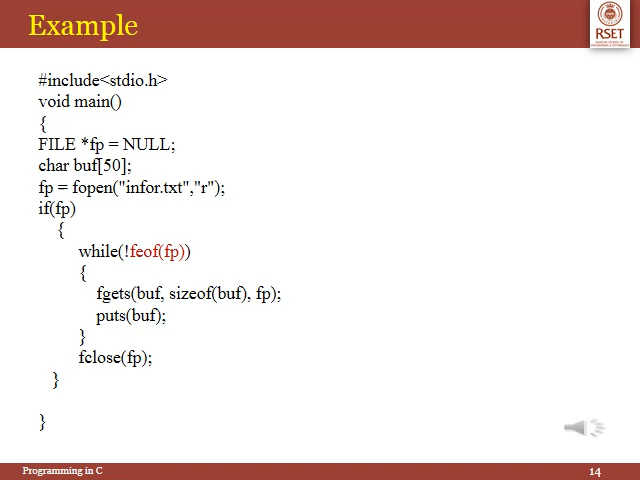 Example
RSET
#include<stdio.h>
void main()
{
FILE *fp = NULL;
char buf[50];
fp = fopen("infor.txt","r");
if(fp)
{
while(!feof(fp))
{
fgets(buf, sizeof(buf), fp);
puts(buf);
}
fclose(fp);
}
}
Programming in C
14